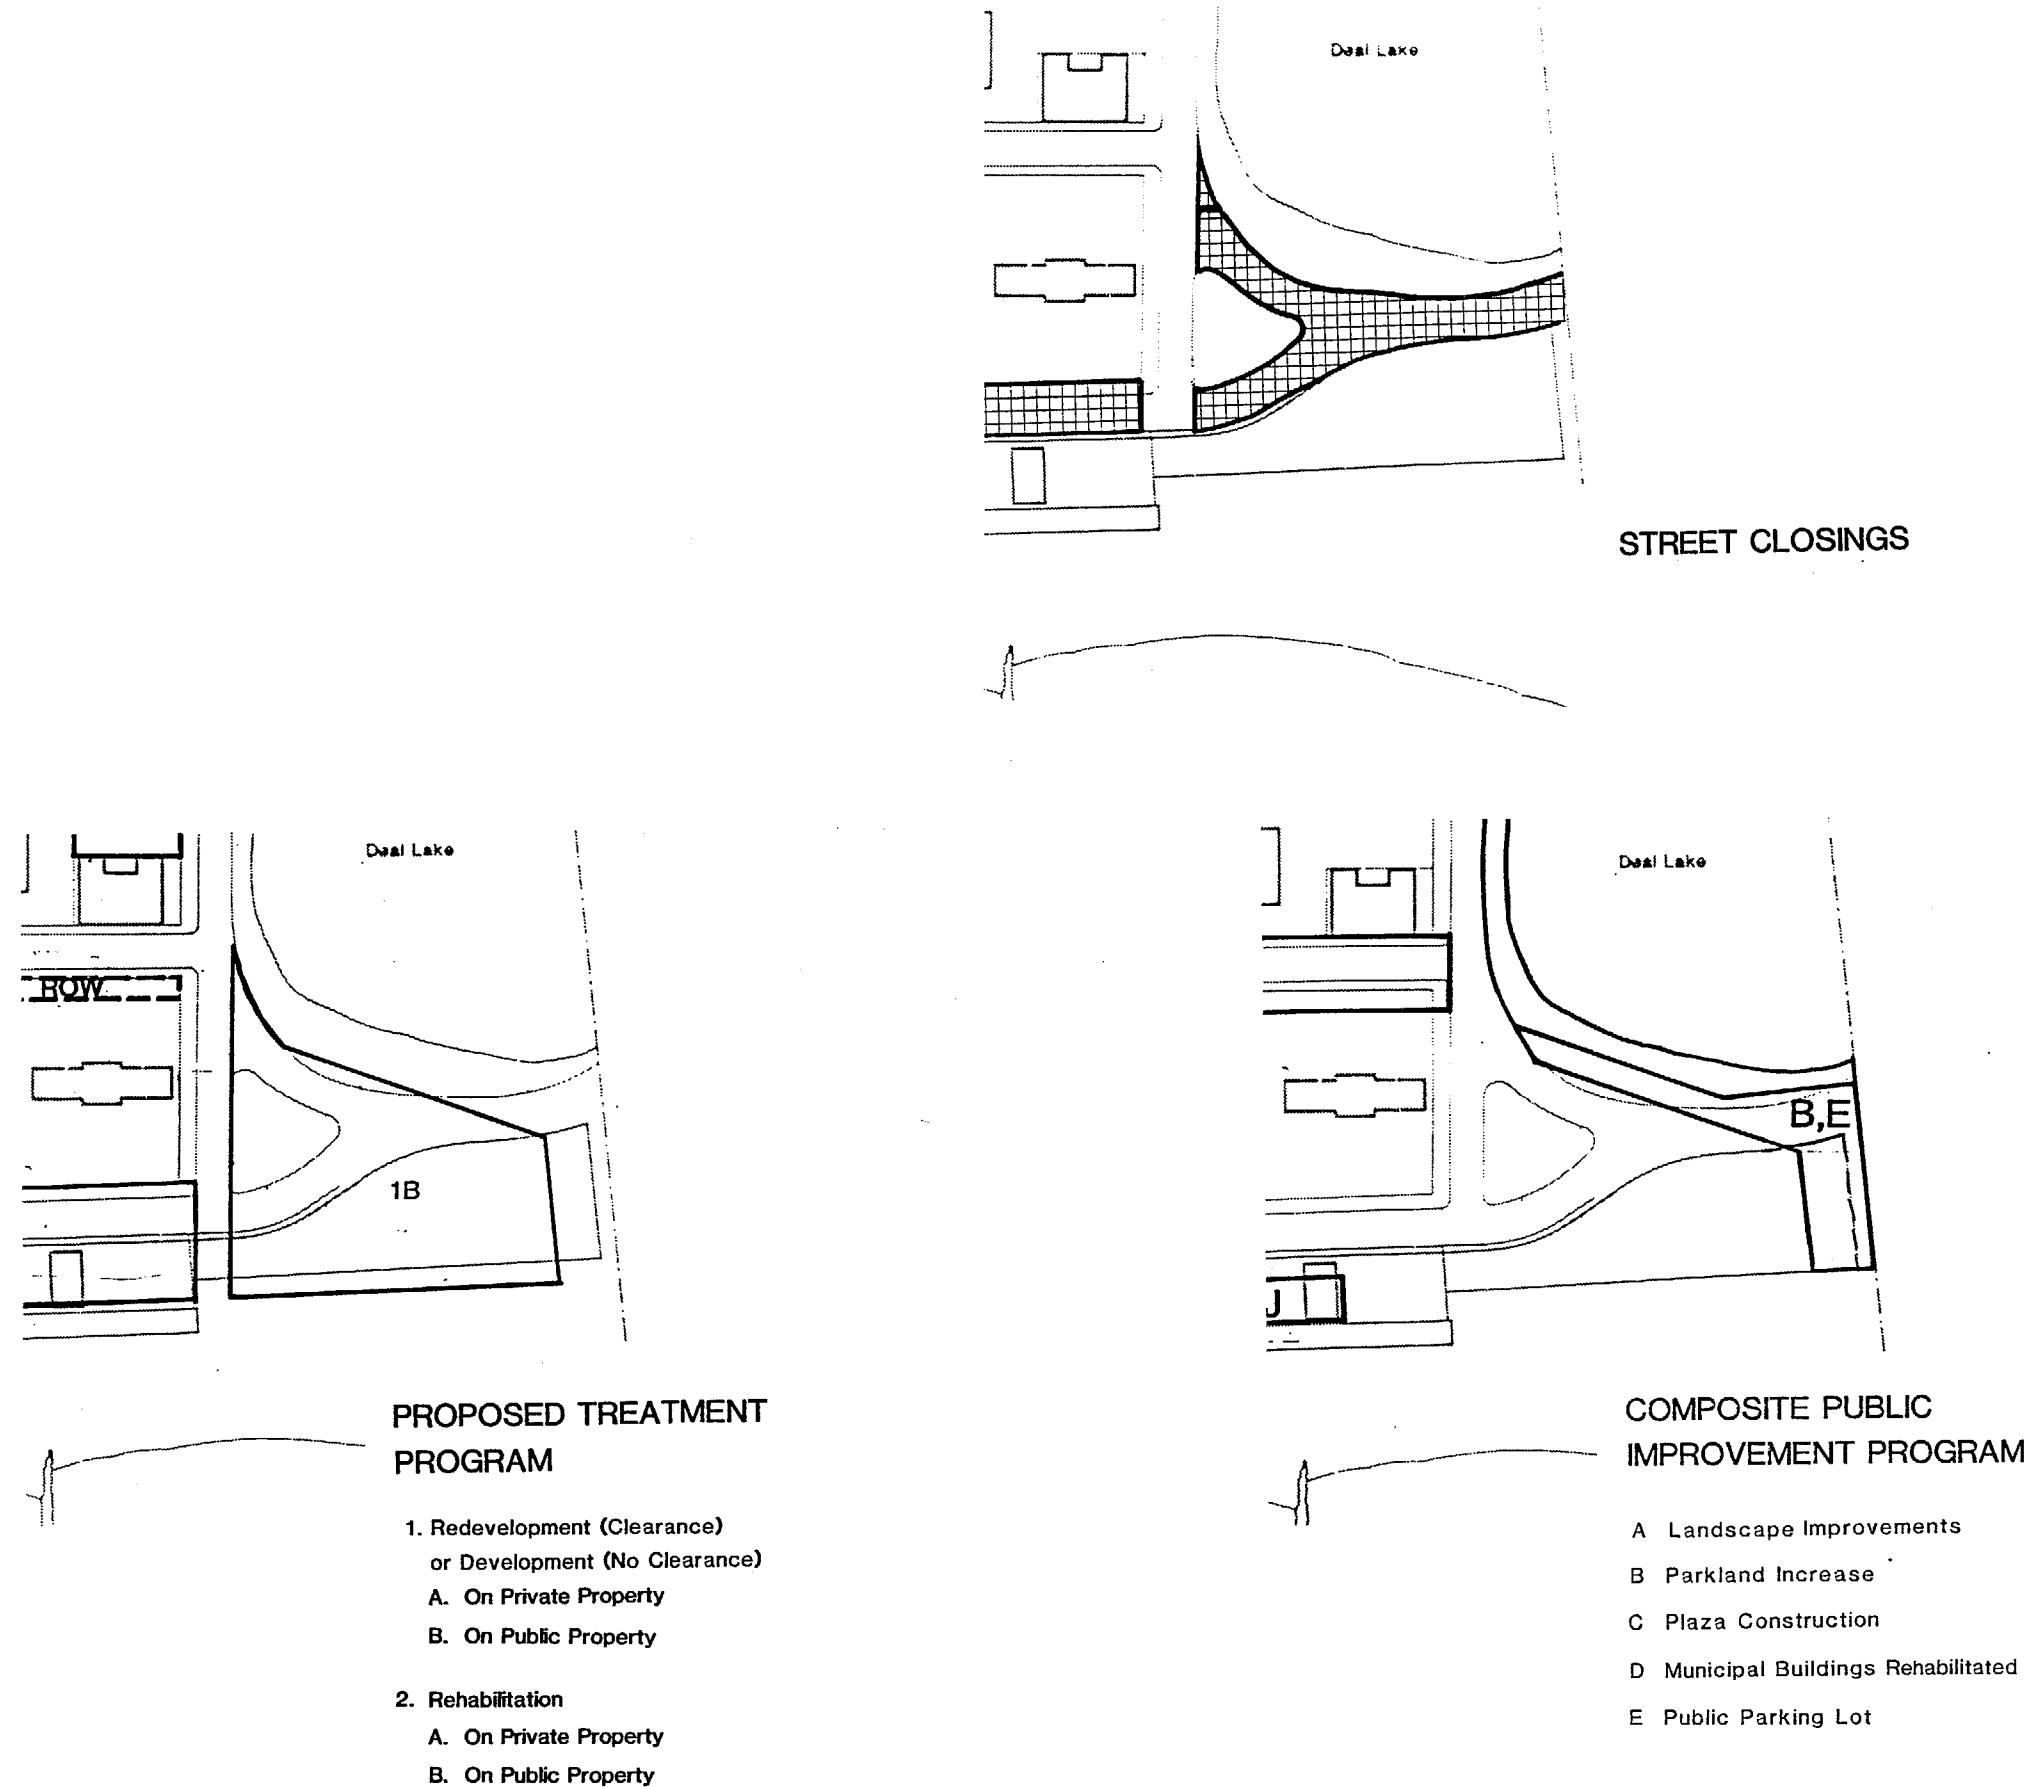 Deal Lake
STREET CLOSINGS
Deal Lake
ROW
1B
PROPOSED TREATMENT
PROGRAM
1. Redevelopment (Clearance)
or Development (No Clearance)
A. On Private Property
B. On Public Property
2. Rehabilitation
A. On Private Property
B. On Public Property
Deal Lake
B,E
J
COMPOSITE PUBLIC
IMPROVEMENT PROGRAM
A Landscape Improvements
B Parkland Increase
C Plaza Construction
D Municipal Buildings Rehabilitated
E Public Parking Lot